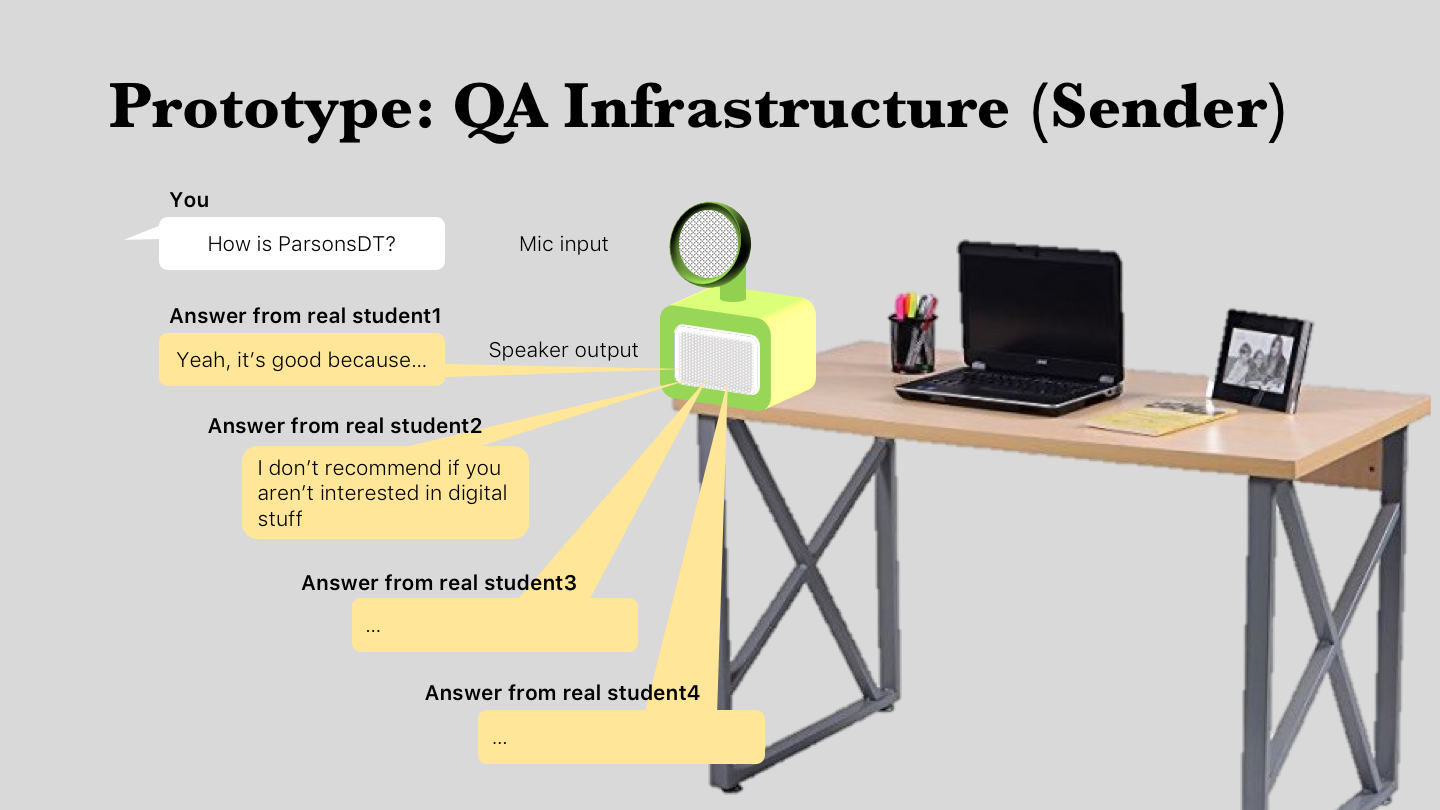 Prototype: QA Infrastructure (Sender)
You
How is ParsonsDT?
Mic input
Answer from real student1
Yeah, it’s good because...
Speaker output
Answer from real student2
I don’t recommend if you
aren’t interested in digital
stuff
Answer from real student3
...
Answer from real student4
...